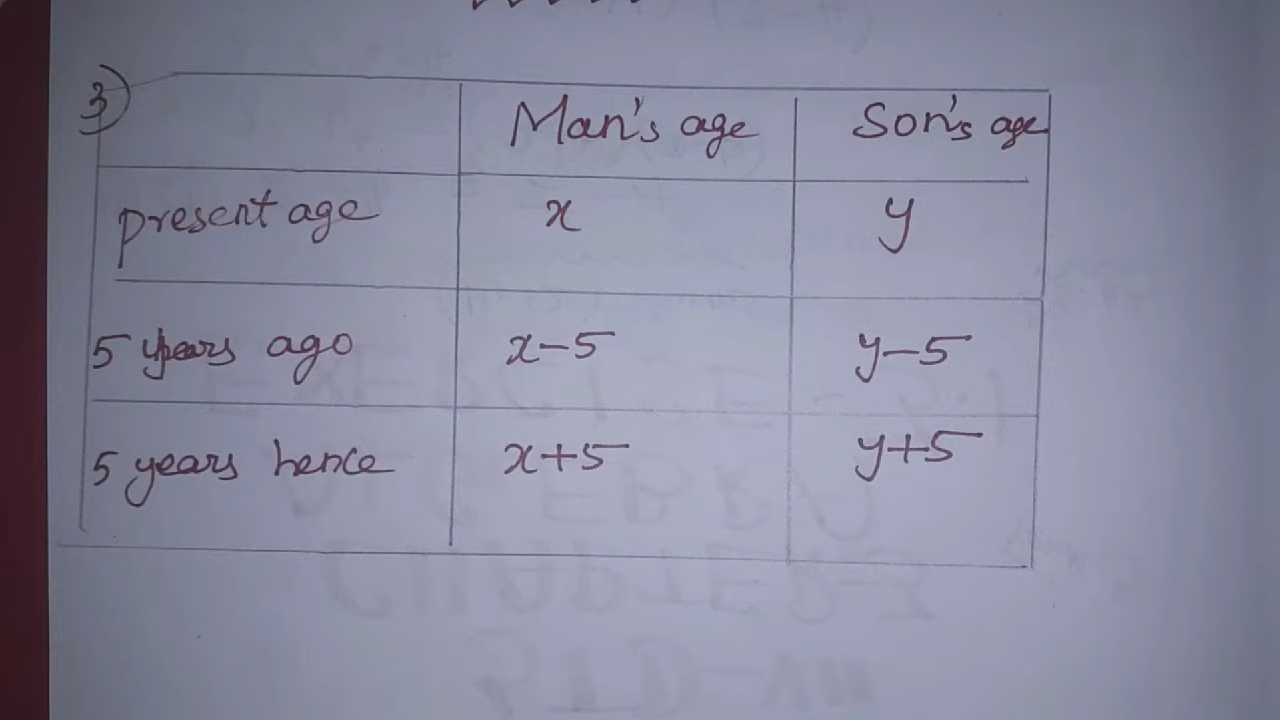 3)
Man's age Son's age
present age x y
5 years ago x-5 y-5
5 years hence x+5 y+5